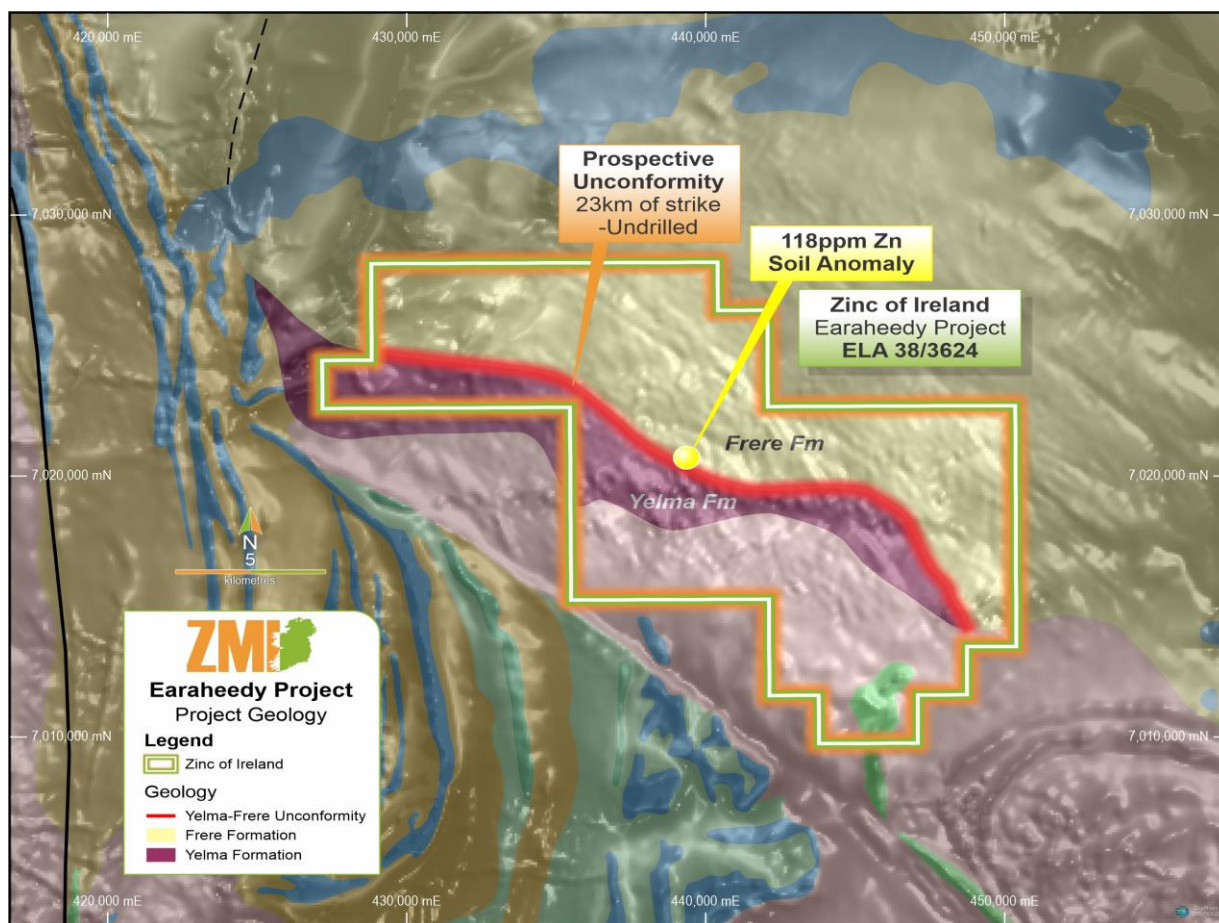 420,000 mE
430,000 mE
440,000 mE
450,000 mE
7,030,000 mN
7,030,000 mN
Prospective
Unconformity
23km of strike
-Undrilled
118ppm Zn
Soil Anomaly
Zinc of Ireland
Earaheedy Project
ELA 38/3624
Frere Fm
Yelma Fm
7,020,000 mN
7,020,000 mN
N
5
kilometres
ZMI
Earaheedy Project
Project Geology
Legend
Zinc of Ireland
Geology
Yelma-Frere Unconformity
Frere Formation
Yelma Formation
7,010,000 mN
7,010,000 mN
420,000 mE
430,000 mE
440,000 mE
450,000 mE